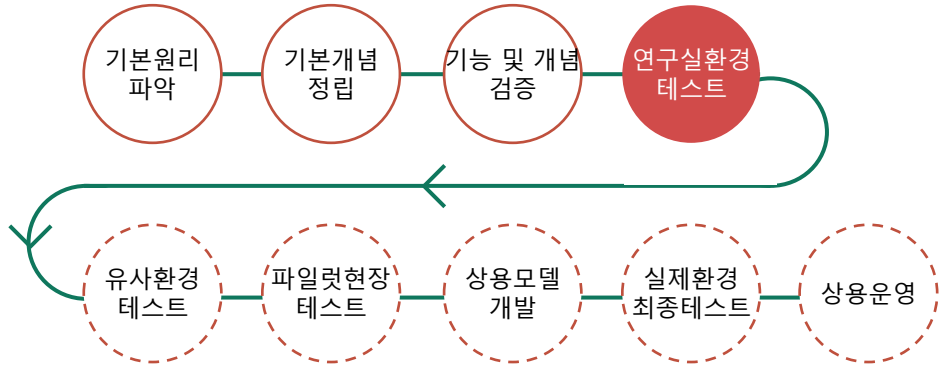 기본원리
파악
기본개념
정립
기능 및 개념
검증
연구실환경
테스트
유사환경
테스트
파일럿현장
테스트
상용모델
개발
실제환경
최종테스트
상용운영